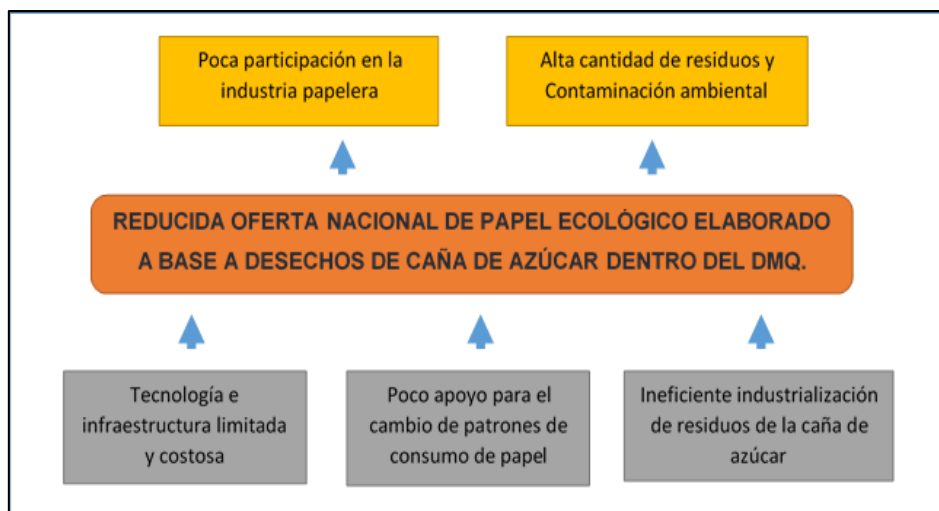 Poca participación en la
industria papelera
Alta cantidad de residuos y
Contaminación ambiental
REDUCIDA OFERTA NACIONAL DE PAPEL ECOLÓGICO ELABORADO
A BASE A DESECHOS DE CAÑA DE AZÚCAR DENTRO DEL DMQ.
Tecnología e
infraestructura limitada
y costosa
Poco apoyo para el
cambio de patrones de
consumo de papel
Ineficiente industrialización
de residuos de la caña de
azúcar